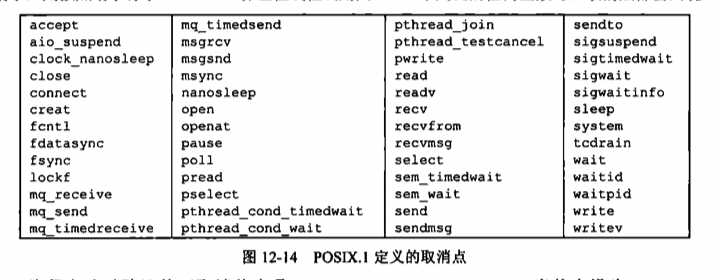 accept mq_timedsend pthread_join sendto
aio_suspend msgrcv pthread_testcancel sigsuspend
clock_nanosleep msgsnd pwrite sigtimedwait
close msync read sigwait
connect nanosleep readv sigwaitinfo
creat open recv sleep
fcntl openat recvfrom system
fdatasync pause recvmsg tcdrain
fsync poll select wait
lockf pread sem_timedwait waitid
mq_receive pselect sem_wait waitpid
mq_send pthread_cond_timedwait send write
mq_timedreceive pthread_cond_wait sendmsg writev
图 12-14 POSIX.1 定义的取消点